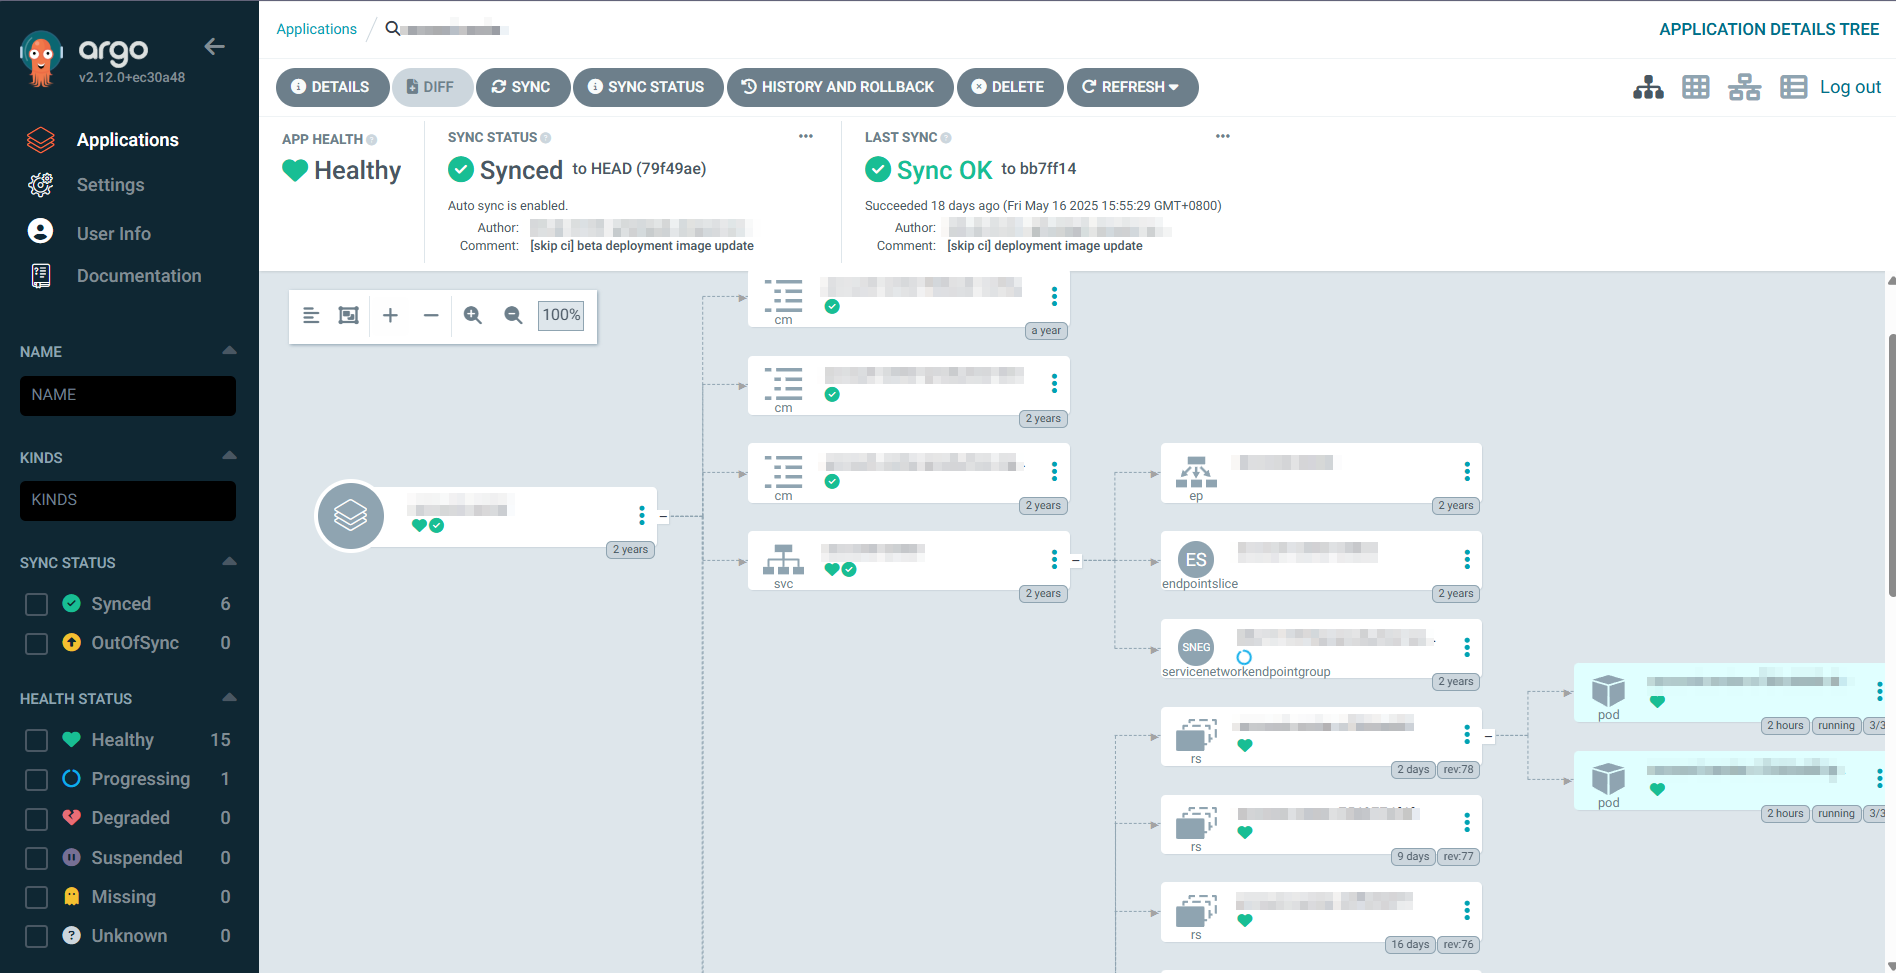 argo
v2.12.0+ec30a48
Applications
Settings
User Info
Documentation
NAME
NAME
KINDS
KINDS
SYNC STATUS
Synced 6
OutOfSync 0
HEALTH STATUS
Healthy 15
Progressing 1
Degraded 0
Suspended 0
Missing 0
Unknown 0
Applications
APPLICATION DETAILS TREE
DETAILS DIFF SYNC SYNC STATUS HISTORY AND ROLLBACK DELETE REFRESH Log out
APP HEALTH
Healthy
SYNC STATUS
Synced to HEAD (79f49ae)
Auto sync is enabled.
Author:
Comment: [skip ci] beta deployment image update
LAST SYNC
Sync OK to bb7ff14
Succeeded 18 days ago (Fri May 16 2025 15:55:29 GMT+0800)
Author:
Comment: [skip ci] deployment image update
100%
2 years
cm
a year
cm
2 years
cm
2 years
svc
2 years
ep
2 years
ES
endpointslice
2 years
SNEG
servicenetworkendpointgroup
2 years
rs
2 days rev:78
rs
9 days rev:77
rs
16 days rev:76
pod
2 hours running 3/3
pod
2 hours running 3/3